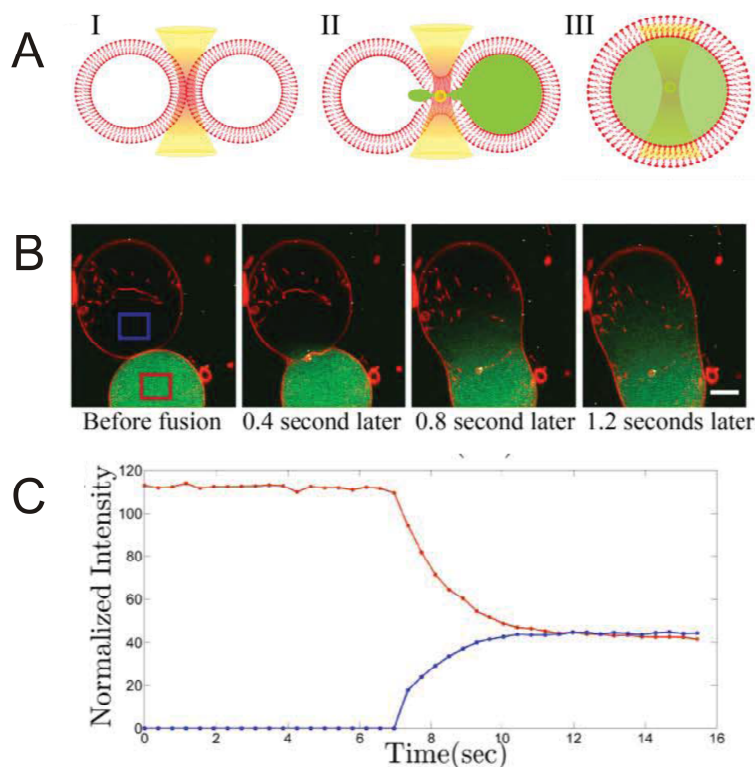 A
I
II
III
B
Before fusion
0.4 second later
0.8 second later
1.2 seconds later
C
Normalized Intensity
120
100
80
60
40
20
0
0 2 4 6 8 10 12 14 16
Time(sec)